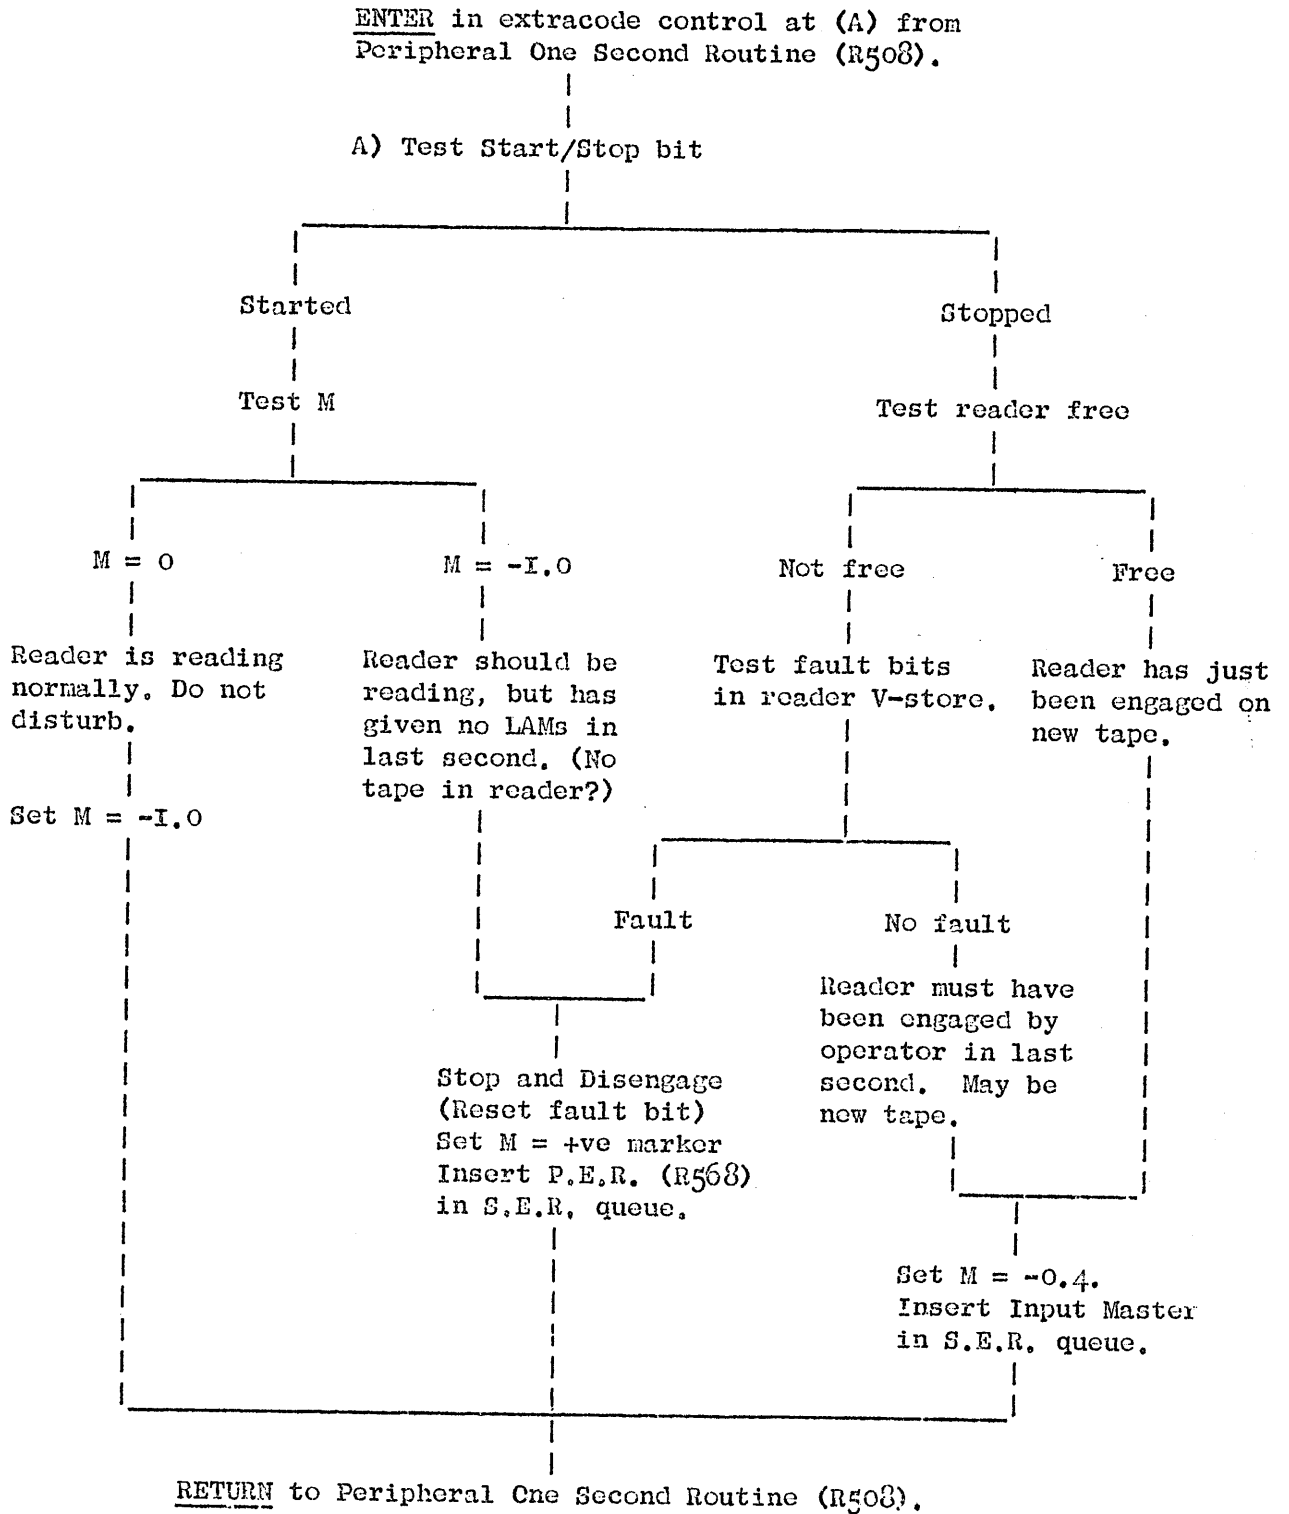 ENTER in extracode control at (A) from
Peripheral One Second Routine (R508).
A) Test Start/Stop bit
Started
Stopped
Test M
Test reader free
M = 0
M = -I.0
Not free
Free
Reader is reading
normally. Do not
disturb.
Set M = -I.0
Reader should be
reading, but has
given no LAMs in
last second. (No
tape in reader?)
Test fault bits
in reader V-store.
Reader has just
been engaged on
new tape.
Fault
No fault
Reader must have
been engaged by
operator in last
second. May be
new tape.
Stop and Disengage
(Reset fault bit)
Set M = +ve marker
Insert P.E.R. (R568)
in S.E.R. queue.
Set M = -0.4.
Insert Input Master
in S.E.R. queue.
RETURN to Peripheral One Second Routine (R508).